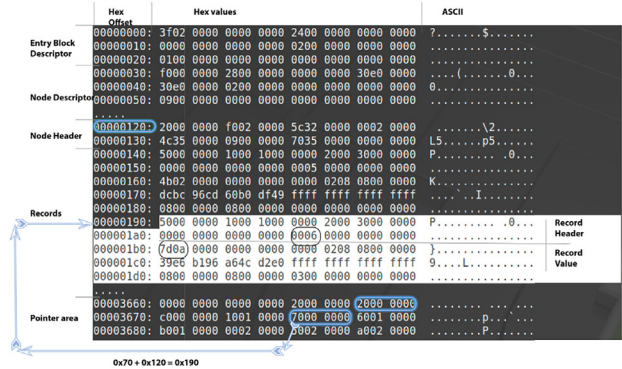 Hex
Offset
Hex values
ASCII
Entry Block
Descriptor
00000000: 3f02 0000 0000 0000 2400 0000 0000 0000 ?.......$.......
00000010: 0000 0000 0000 0000 0200 0000 0000 0000 ................
00000020: 0100 0000 0000 0000 0000 0000 0000 0000 ................
Node Descriptor
00000030: f000 0000 2800 0000 0000 0000 30e0 0000 ....(.......0...
00000040: 30e0 0000 0200 0000 0000 0000 0000 0000 0...............
00000050: 0900 0000 0000 0000 0000 0000 0000 0000 ................
.....
Node Header
00000120: 2000 0000 f002 0000 5c32 0000 0002 0000  .......\2......
00000130: 4c35 0000 0900 0000 7035 0000 0000 0000 L5......p5......
Records
00000140: 5000 0000 1000 1000 0000 2000 3000 0000 P......... .0...
00000150: 0000 0000 0000 0000 0005 0000 0000 0000 ................
00000160: 4b02 0000 0000 0000 0000 0208 0800 0000 K...............
00000170: dcbc 96cd 60b0 df49 ffff ffff ffff ffff ....`..I........
00000180: 0800 0000 0800 0000 0000 0000 0000 0000 ................
00000190: 5000 0000 1000 1000 0000 2000 3000 0000 P......... .0...
000001a0: 0000 0000 0000 0000 0006 0000 0000 0000 ................
Record
Header
000001b0: 7d0a 0000 0000 0000 0000 0208 0800 0000 }...............
000001c0: 39e6 b196 a64c d2e0 ffff ffff ffff ffff 9....L..........
000001d0: 0800 0000 0800 0000 0300 0000 0000 0000 ................
Record
Value
.....
Pointer area
00003660: 0000 0000 0000 0000 2000 0000 2000 0000 ........ ... ...
00003670: c000 0000 1001 0000 7000 0000 6001 0000 ........p...`...
00003680: b001 0000 0002 0000 5002 0000 a002 0000 ........P.......
0x70 + 0x120 = 0x190